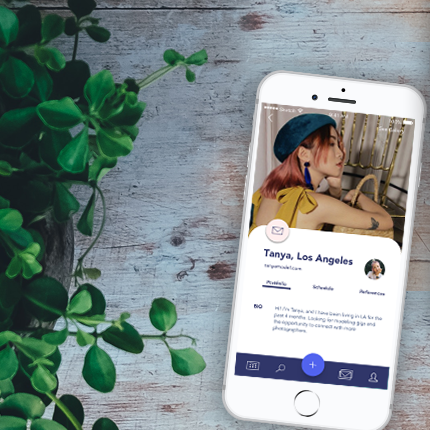 Tanya, Los Angeles
tanyamodel.com
Portfolio Schedule References
BIO
Hi! I'm Tanya, and I have been living in LA for the
past 4 months. Looking for modeling gigs and
the opportunity to connect with more
photographers.